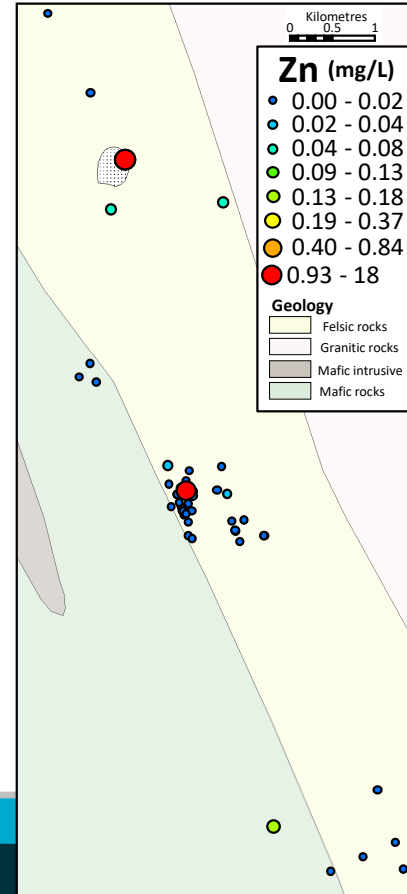 Kilometres
0 0.5 1
Zn (mg/L)
0.00 - 0.02
0.02 - 0.04
0.04 - 0.08
0.09 - 0.13
0.13 - 0.18
0.19 - 0.37
0.40 - 0.84
0.93 - 18
Geology
Felsic rocks
Granitic rocks
Mafic intrusive
Mafic rocks